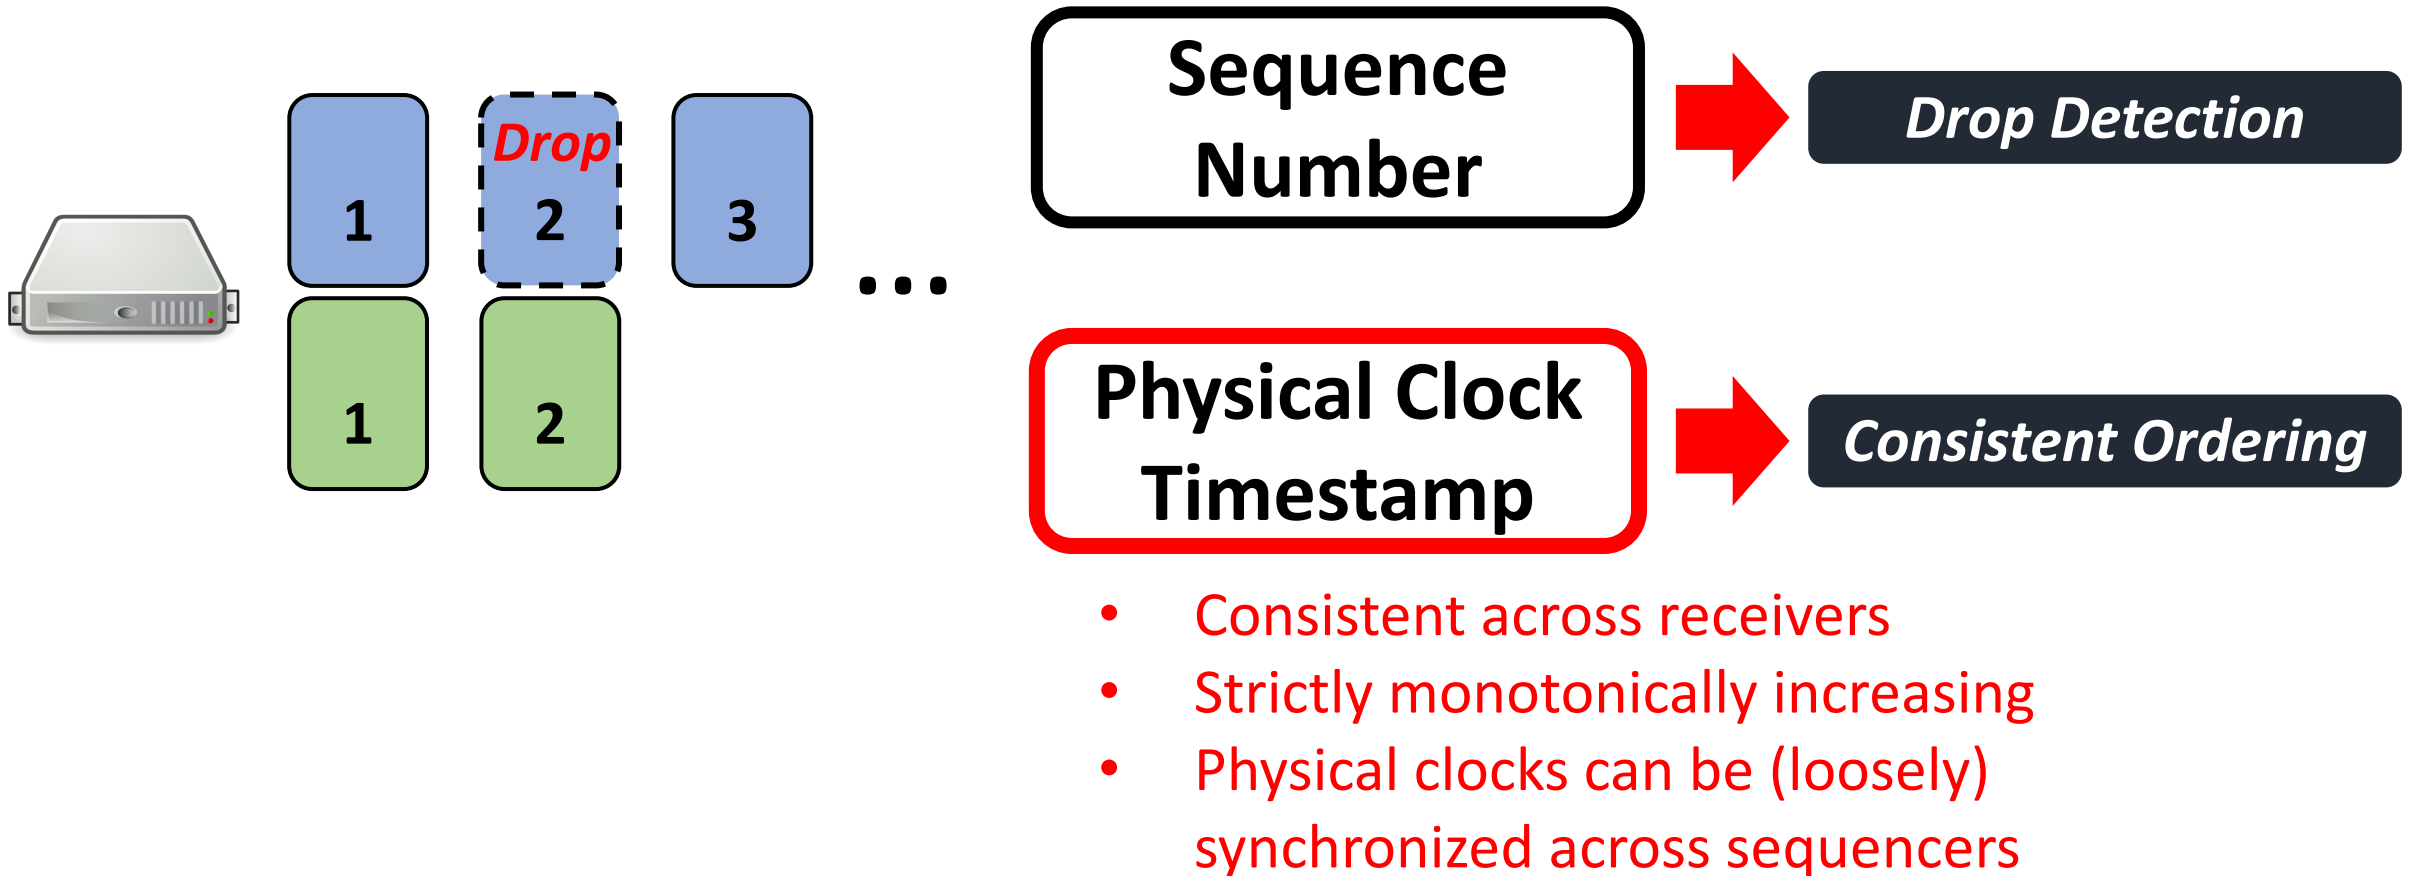 Drop
1
2
3
...
1
2
Sequence
Number
Drop Detection
Physical Clock
Timestamp
Consistent Ordering
• Consistent across receivers
• Strictly monotonically increasing
• Physical clocks can be (loosely)
synchronized across sequencers